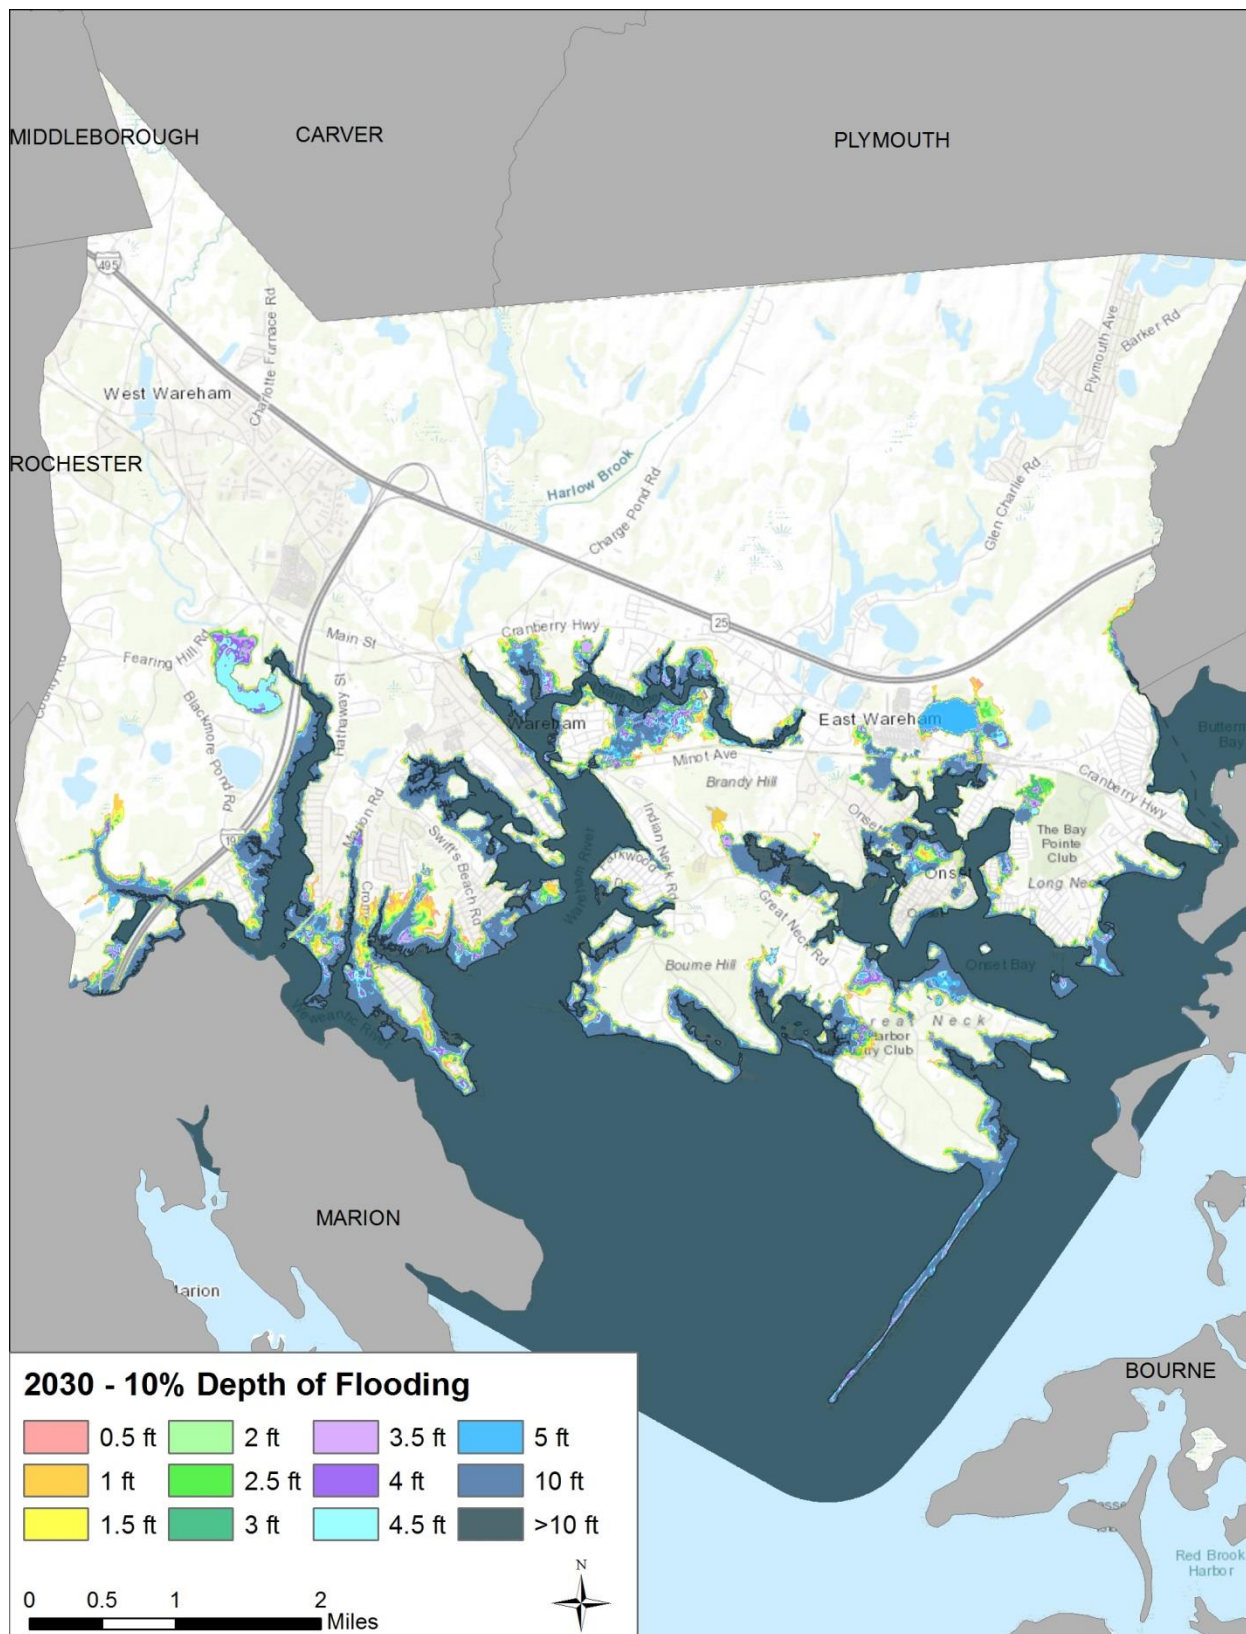 MIDDLEBOROUGH
CARVER
PLYMOUTH
495
Charlotte Furnace Rd
Plymouth Ave
Barker Rd
West Wareham
ROCHESTER
Harlow Brook
Charge Pond Rd
Glen Charlie Rd
Cranberry Hwy
25
Main St
Fearing Hill Rd
County Rd
Hathaway St
Blackmore Pond Rd
Wareham
East Wareham
Minot Ave
Brandy Hill
Cranberry Hwy
Marion Rd
Swift's Beach Rd
Indian Neck Rd
Wareham River
Onset
The Bay
Pointe
Club
Onset
Long Neck
195
Great Neck Rd
Bourne Hill
Onset Bay
Weweantic River
Great Neck
MARION
Marion
BOURNE
Red Brook
Harbor
2030 - 10% Depth of Flooding
0.5 ft
2 ft
3.5 ft
5 ft
1 ft
2.5 ft
4 ft
10 ft
1.5 ft
3 ft
4.5 ft
>10 ft
N
0 0.5 1 2
Miles